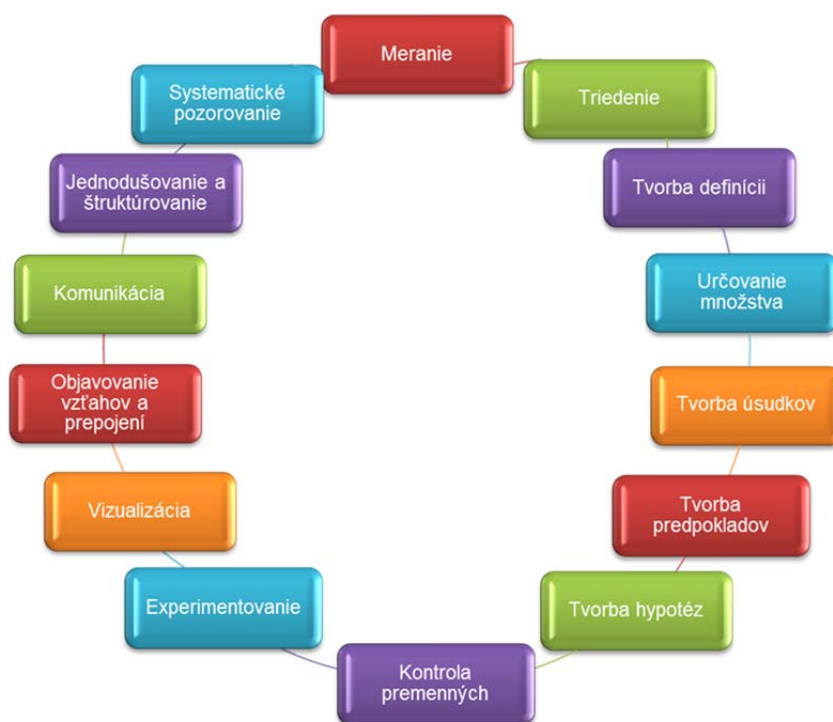 Meranie
Triedenie
Tvorba definícii
Určovanie
množstva
Tvorba úsudkov
Tvorba
predpokladov
Tvorba hypotéz
Kontrola
premenných
Experimentovanie
Vizualizácia
Objavovanie
vzťahov a
prepojení
Komunikácia
Jednodušovanie a
štruktúrovanie
Systematické
pozorovanie